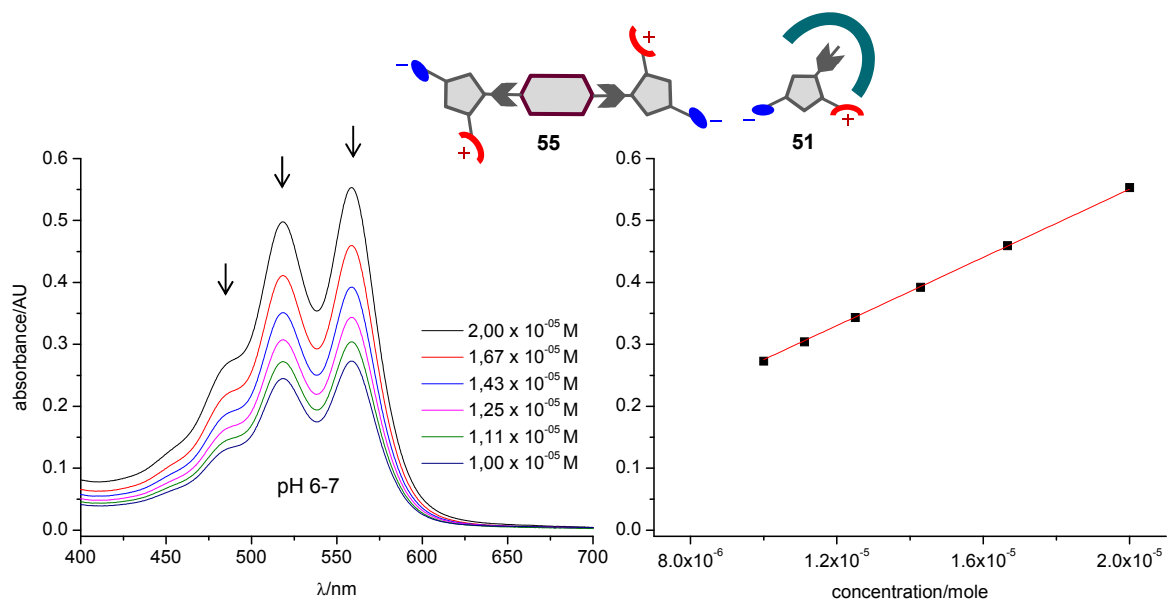 − + 55 + −
− 51 +
absorbance/AU
0.6
0.5
0.4
0.3
0.2
0.1
0.0
2,00 x 10⁻⁰⁵ M
1,67 x 10⁻⁰⁵ M
1,43 x 10⁻⁰⁵ M
1,25 x 10⁻⁰⁵ M
1,11 x 10⁻⁰⁵ M
1,00 x 10⁻⁰⁵ M
pH 6-7
400 450 500 550 600 650 700
λ/nm
0.6
0.5
0.4
0.3
0.2
0.1
0.0
8.0x10⁻⁶ 1.2x10⁻⁵ 1.6x10⁻⁵ 2.0x10⁻⁵
concentration/mole